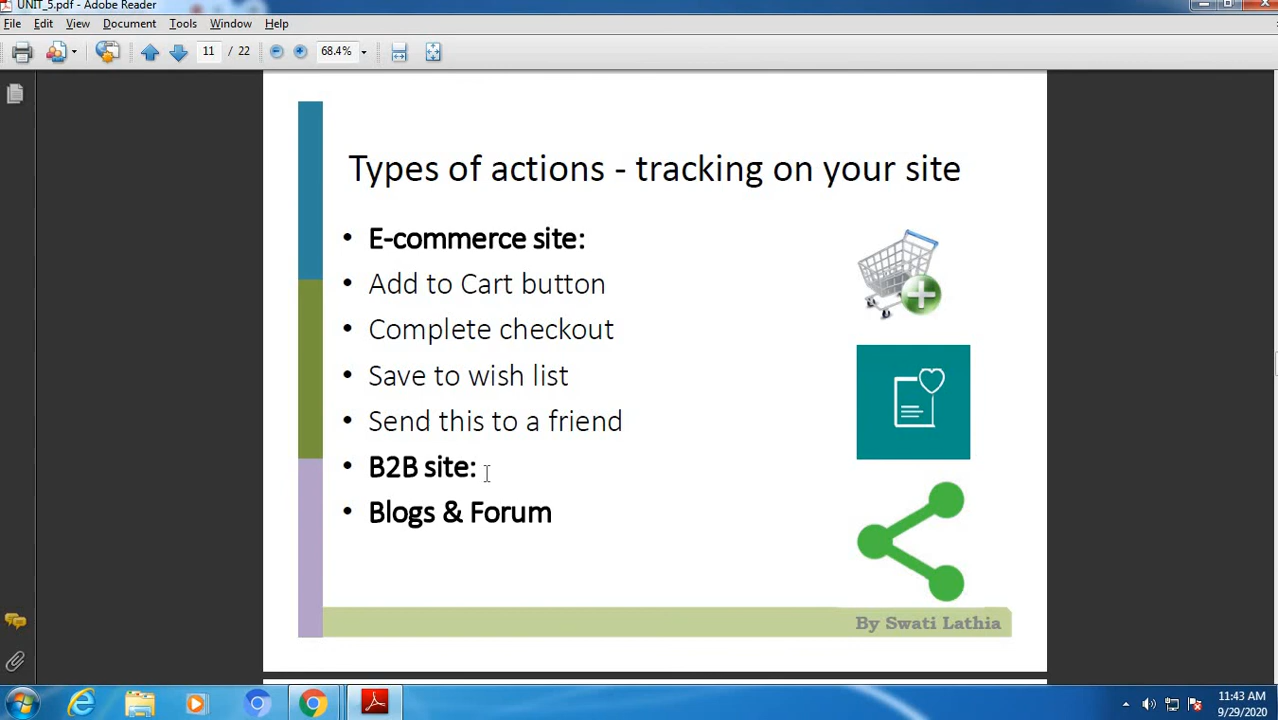 UNIT_5.pdf - Adobe Reader
File Edit View Document Tools Window Help
11 / 22 68.4%
Types of actions - tracking on your site
• E-commerce site:
• Add to Cart button
• Complete checkout
• Save to wish list
• Send this to a friend
• B2B site:
• Blogs & Forum
By Swati Lathia
11:43 AM
9/29/2020